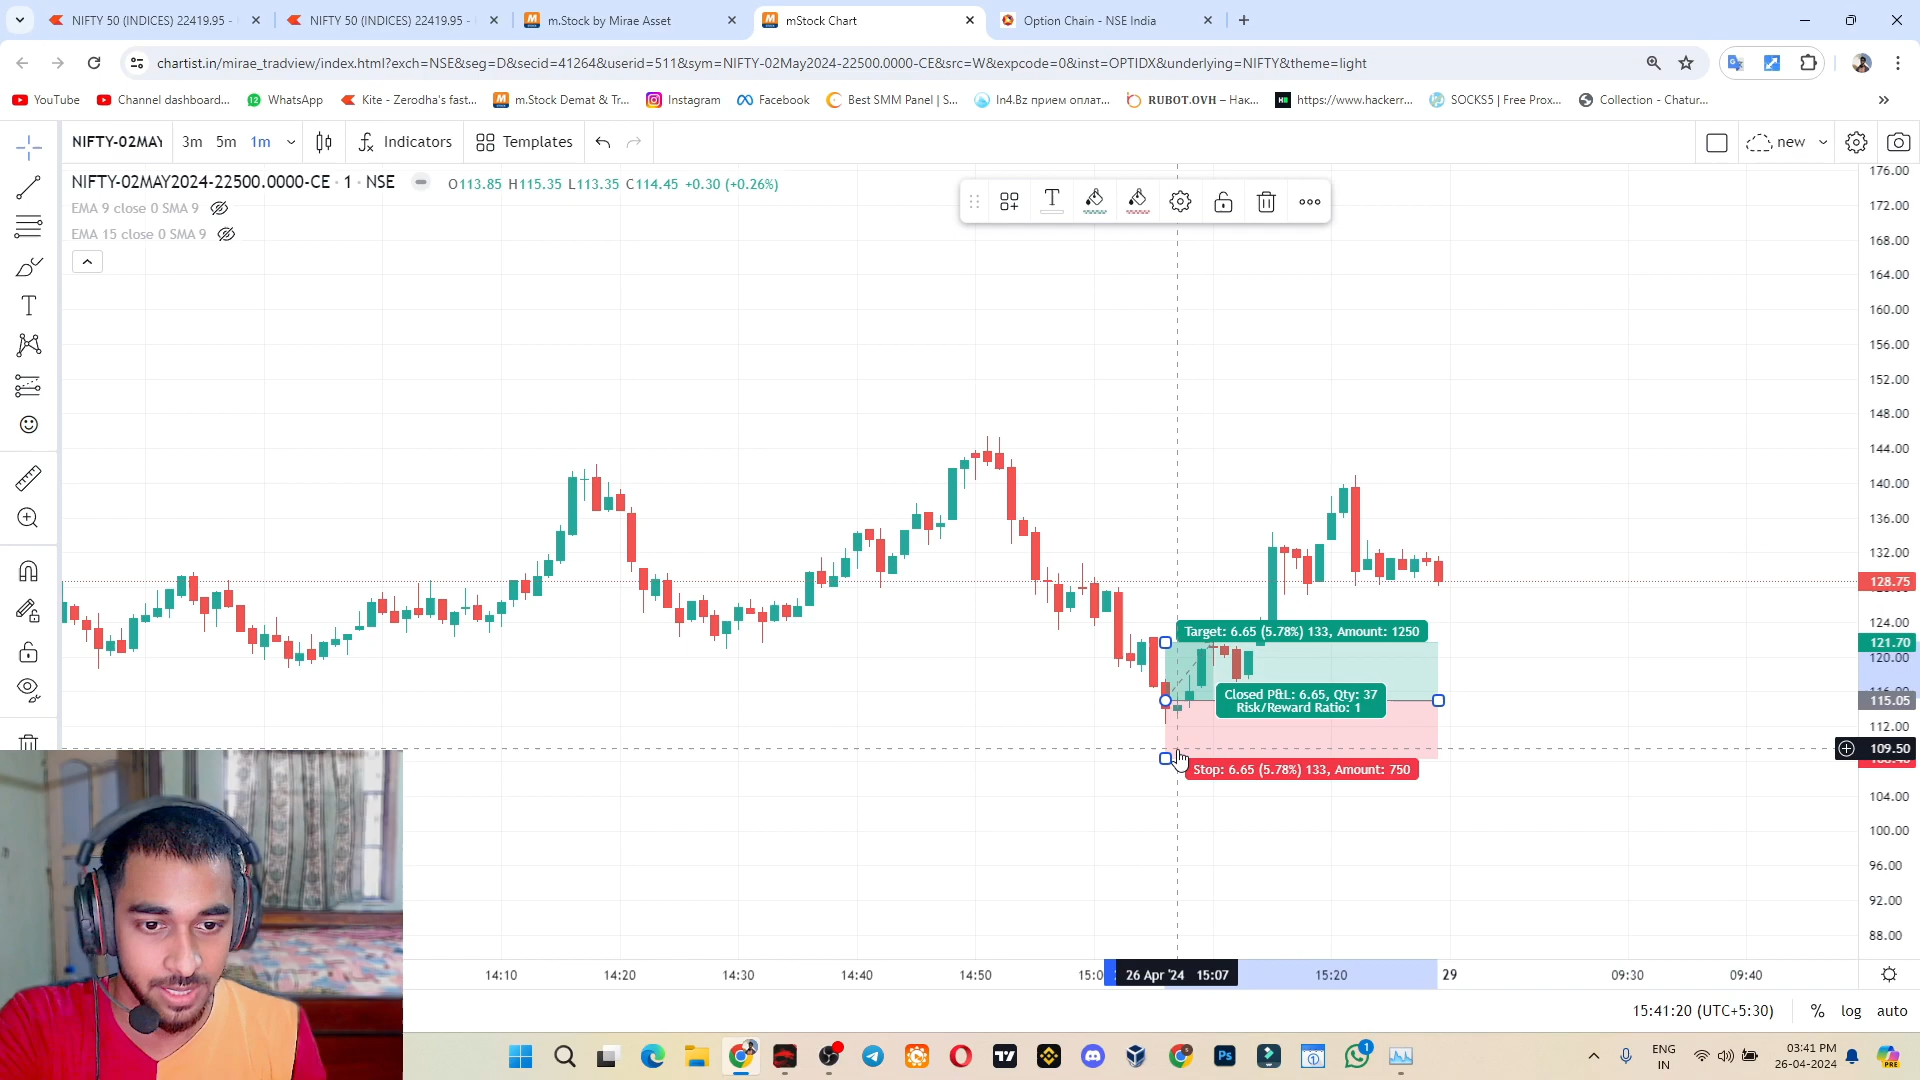 NIFTY 50 (INDICES) 22419.95 -
NIFTY 50 (INDICES) 22419.95 -
m.Stock by Mirae Asset
mStock Chart
Option Chain - NSE India
chartist.in/mirae_tradview/index.html?exch=NSE&seg=D&secid=41264&userid=511&sym=NIFTY-02May2024-22500.0000-CE&src=W&expcode=0&inst=OPTIDX&underlying=NIFTY&theme=light
YouTube
Channel dashboard...
WhatsApp
Kite - Zerodha's fast...
m.Stock Demat & Tr...
Instagram
Facebook
Best SMM Panel | S...
In4.Bz прием оплат...
RUBOT.OVH – Нак...
https://www.hackerr...
SOCKS5 | Free Prox...
Collection - Chatur...
NIFTY-02MAY
3m 5m 1m
Indicators
Templates
new
NIFTY-02MAY2024-22500.0000-CE · 1 · NSE
O113.85 H115.35 L113.35 C114.45 +0.30 (+0.26%)
EMA 9 close 0 SMA 9
EMA 15 close 0 SMA 9
176.00
172.00
168.00
164.00
160.00
156.00
152.00
148.00
144.00
140.00
136.00
132.00
128.75
124.00
121.70
120.00
115.05
112.00
109.50
104.00
100.00
96.00
92.00
88.00
Target: 6.65 (5.78%) 133, Amount: 1250
Closed P&L: 6.65, Qty: 37
Risk/Reward Ratio: 1
Stop: 6.65 (5.78%) 133, Amount: 750
14:10 14:20 14:30 14:40 14:50 15:0 26 Apr '24 15:07 15:20 29 09:30 09:40
15:41:20 (UTC+5:30) % log auto
ENG
IN
03:41 PM
26-04-2024